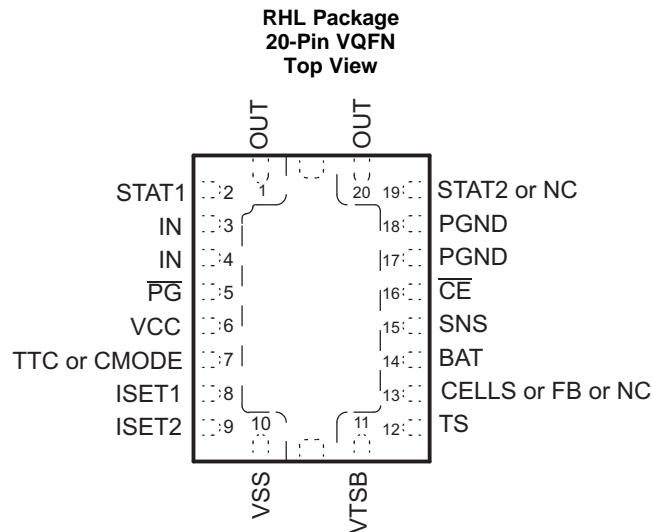 RHL Package
20-Pin VQFN
Top View
OUT OUT
STAT1 2 1 20 19 STAT2 or NC
IN 3 18 PGND
IN 4 17 PGND
P̅G̅ 5 16 C̅E̅
VCC 6 15 SNS
TTC or CMODE 7 14 BAT
ISET1 8 13 CELLS or FB or NC
ISET2 9 10 11 12 TS
VSS VTSB